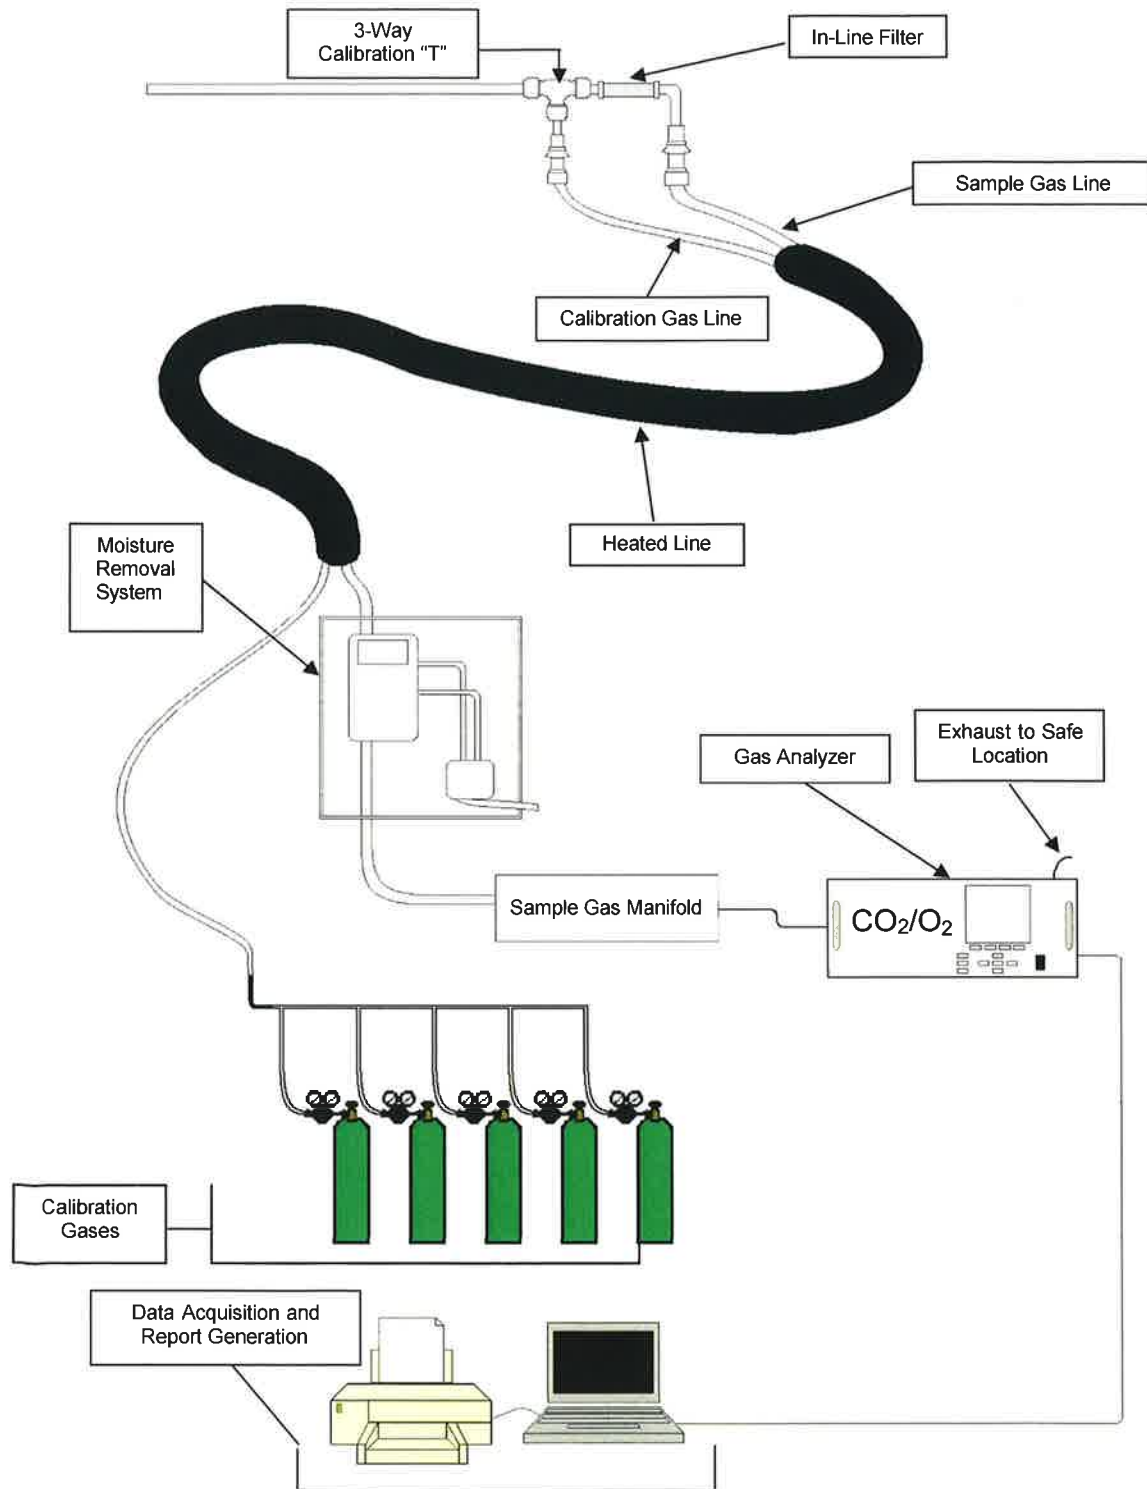 3-Way
Calibration "T"
In-Line Filter
Sample Gas Line
Calibration Gas Line
Heated Line
Moisture
Removal
System
Gas Analyzer
Exhaust to Safe
Location
Sample Gas Manifold
CO₂/O₂
Calibration
Gases
Data Acquisition and
Report Generation